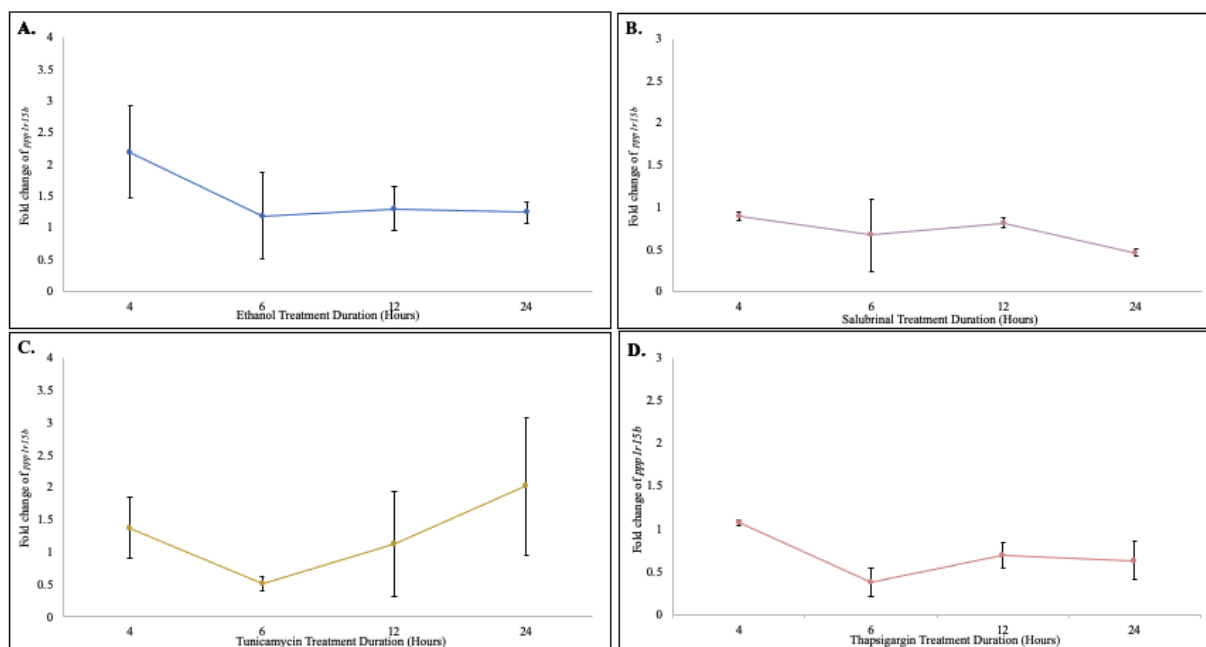 A.
Fold change of ppp1r15b
4
3.5
3
2.5
2
1.5
1
0.5
0
4 6 12 24
Ethanol Treatment Duration (Hours)
B.
Fold change of ppp1r15b
3
2.5
2
1.5
1
0.5
0
4 6 12 24
Salubrinal Treatment Duration (Hours)
C.
Fold change of ppp1r15b
4
3.5
3
2.5
2
1.5
1
0.5
0
4 6 12 24
Tunicamycin Treatment Duration (Hours)
D.
Fold change of ppp1r15b
3
2.5
2
1.5
1
0.5
0
4 6 12 24
Thapsigargin Treatment Duration (Hours)